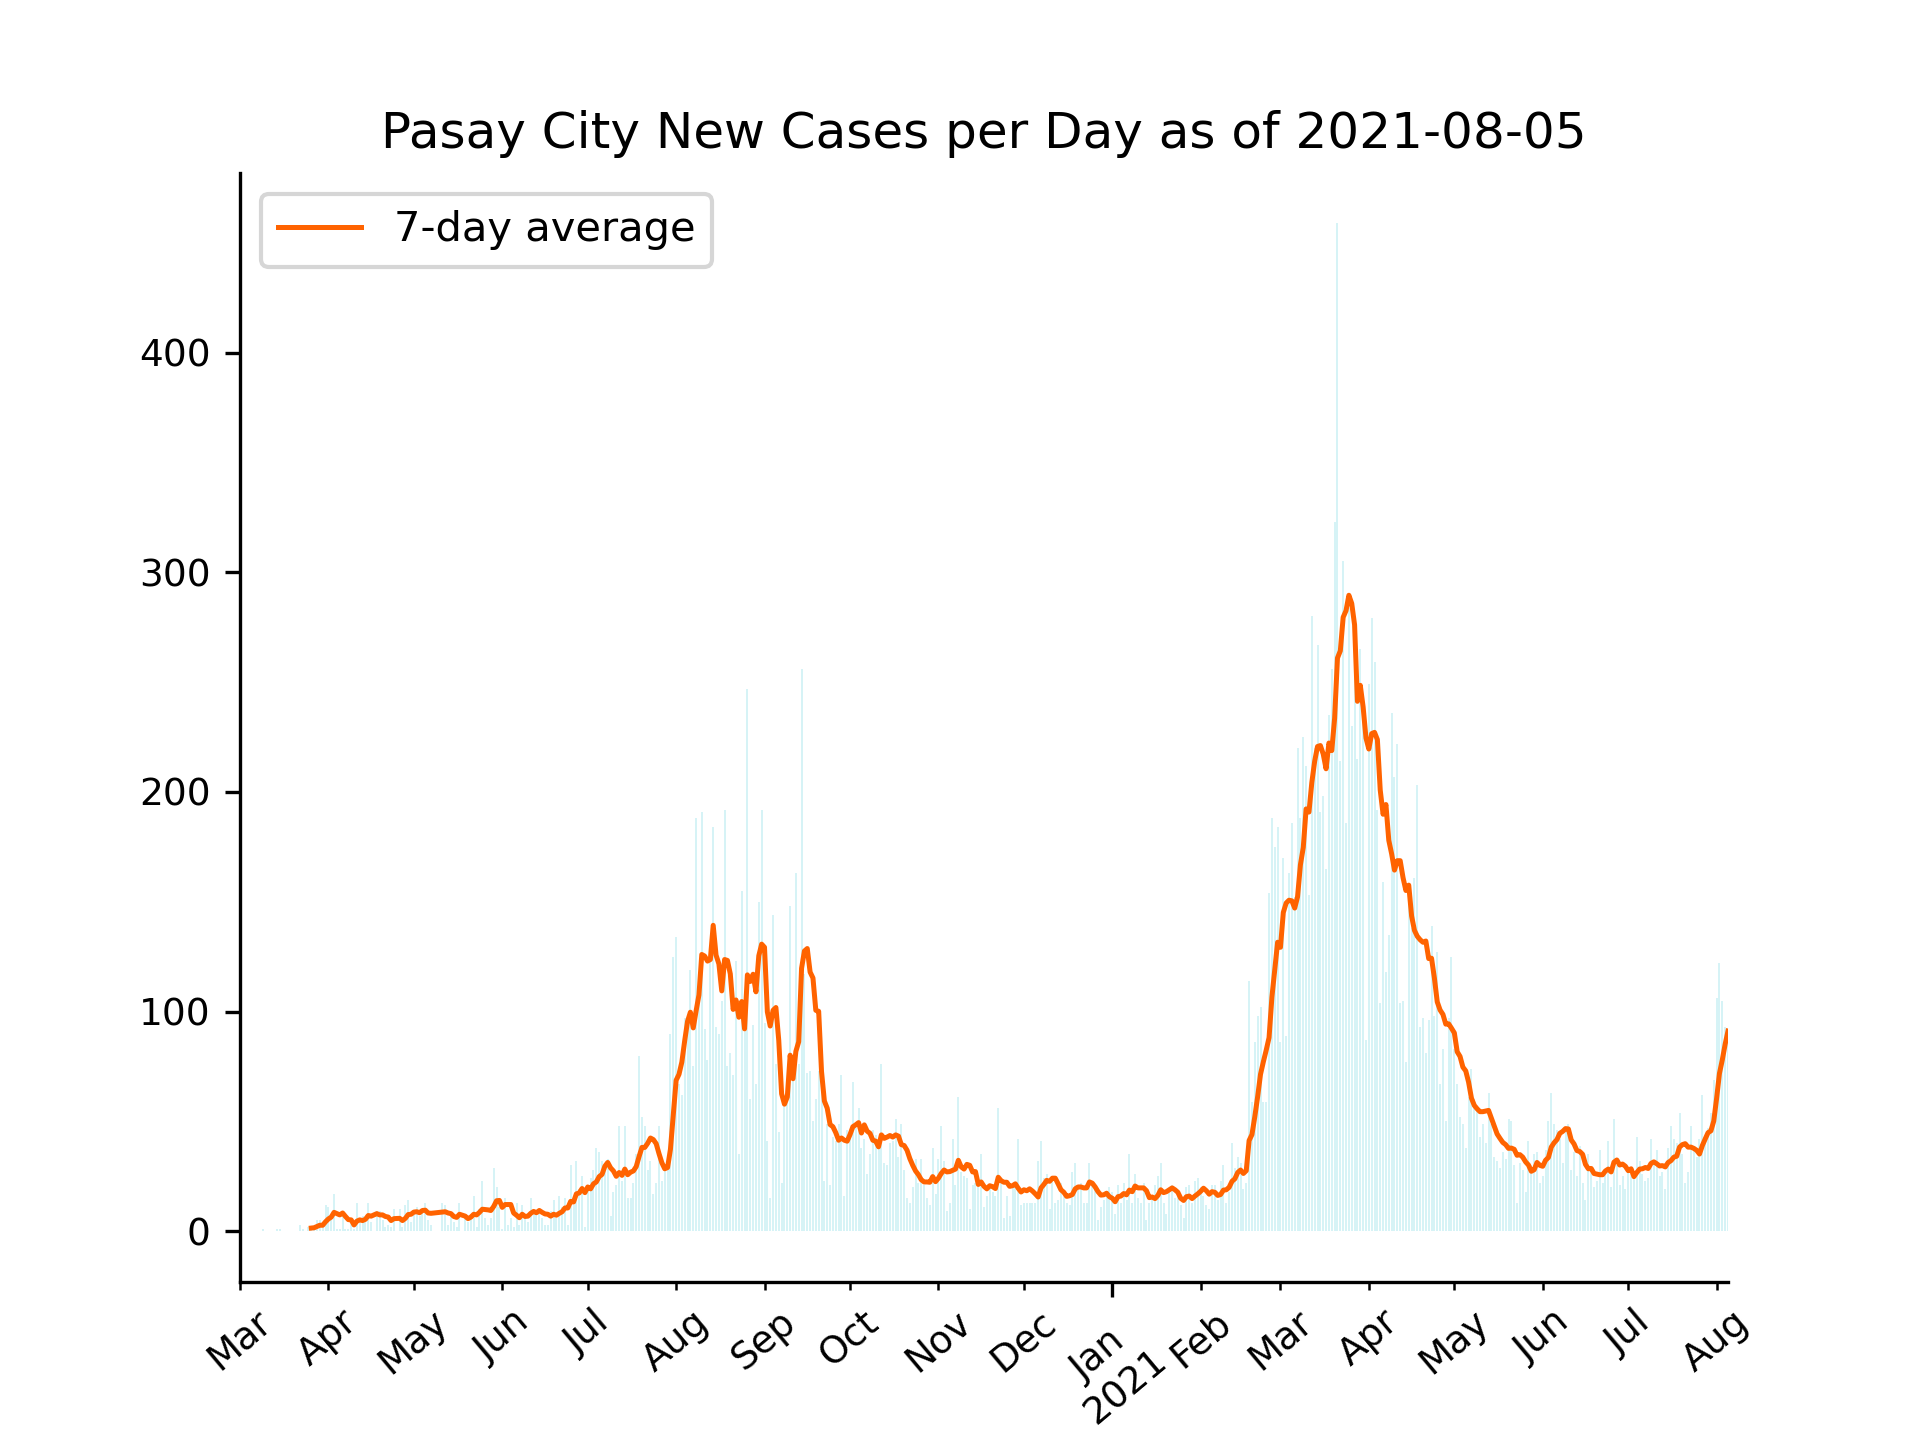 Pasay City New Cases per Day as of 2021-08-05
7-day average
400
300
200
100
0
Mar
Apr
May
Jun
Jul
Aug
Sep
Oct
Nov
Dec
Jan
2021
Feb
Mar
Apr
May
Jun
Jul
Aug